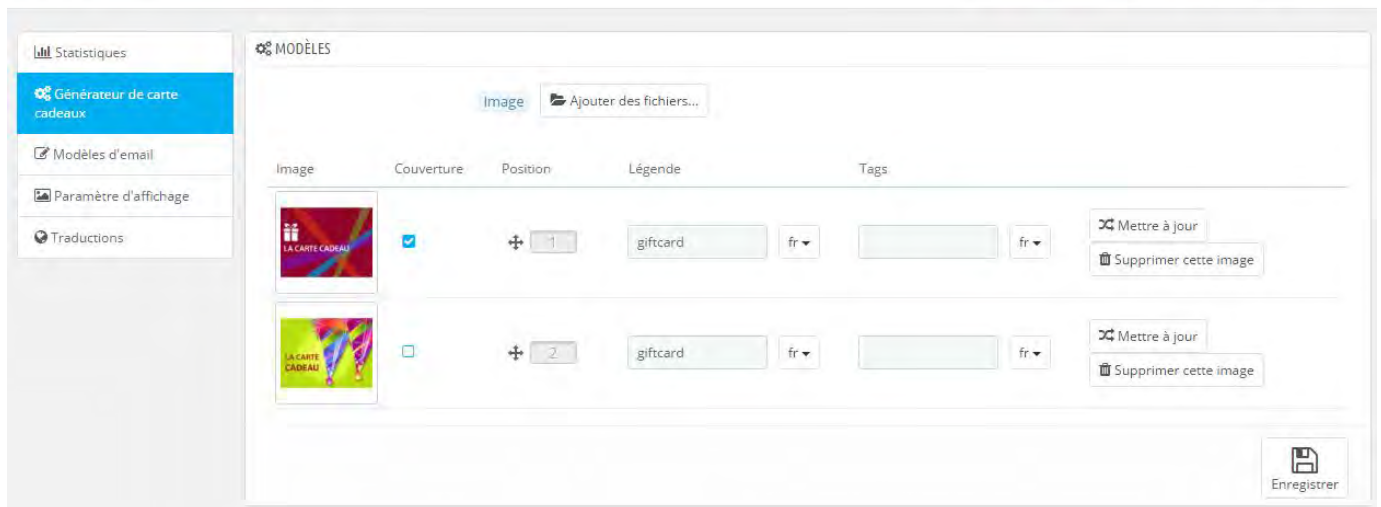 Statistiques
Générateur de carte
cadeaux
Modèles d'email
Paramètre d'affichage
Traductions
MODÈLES
Image Ajouter des fichiers...
Image Couverture Position Légende Tags
LA CARTE CADEAU
1 giftcard fr fr
Mettre à jour
Supprimer cette image
LA CARTE
CADEAU
2 giftcard fr fr
Mettre à jour
Supprimer cette image
Enregistrer